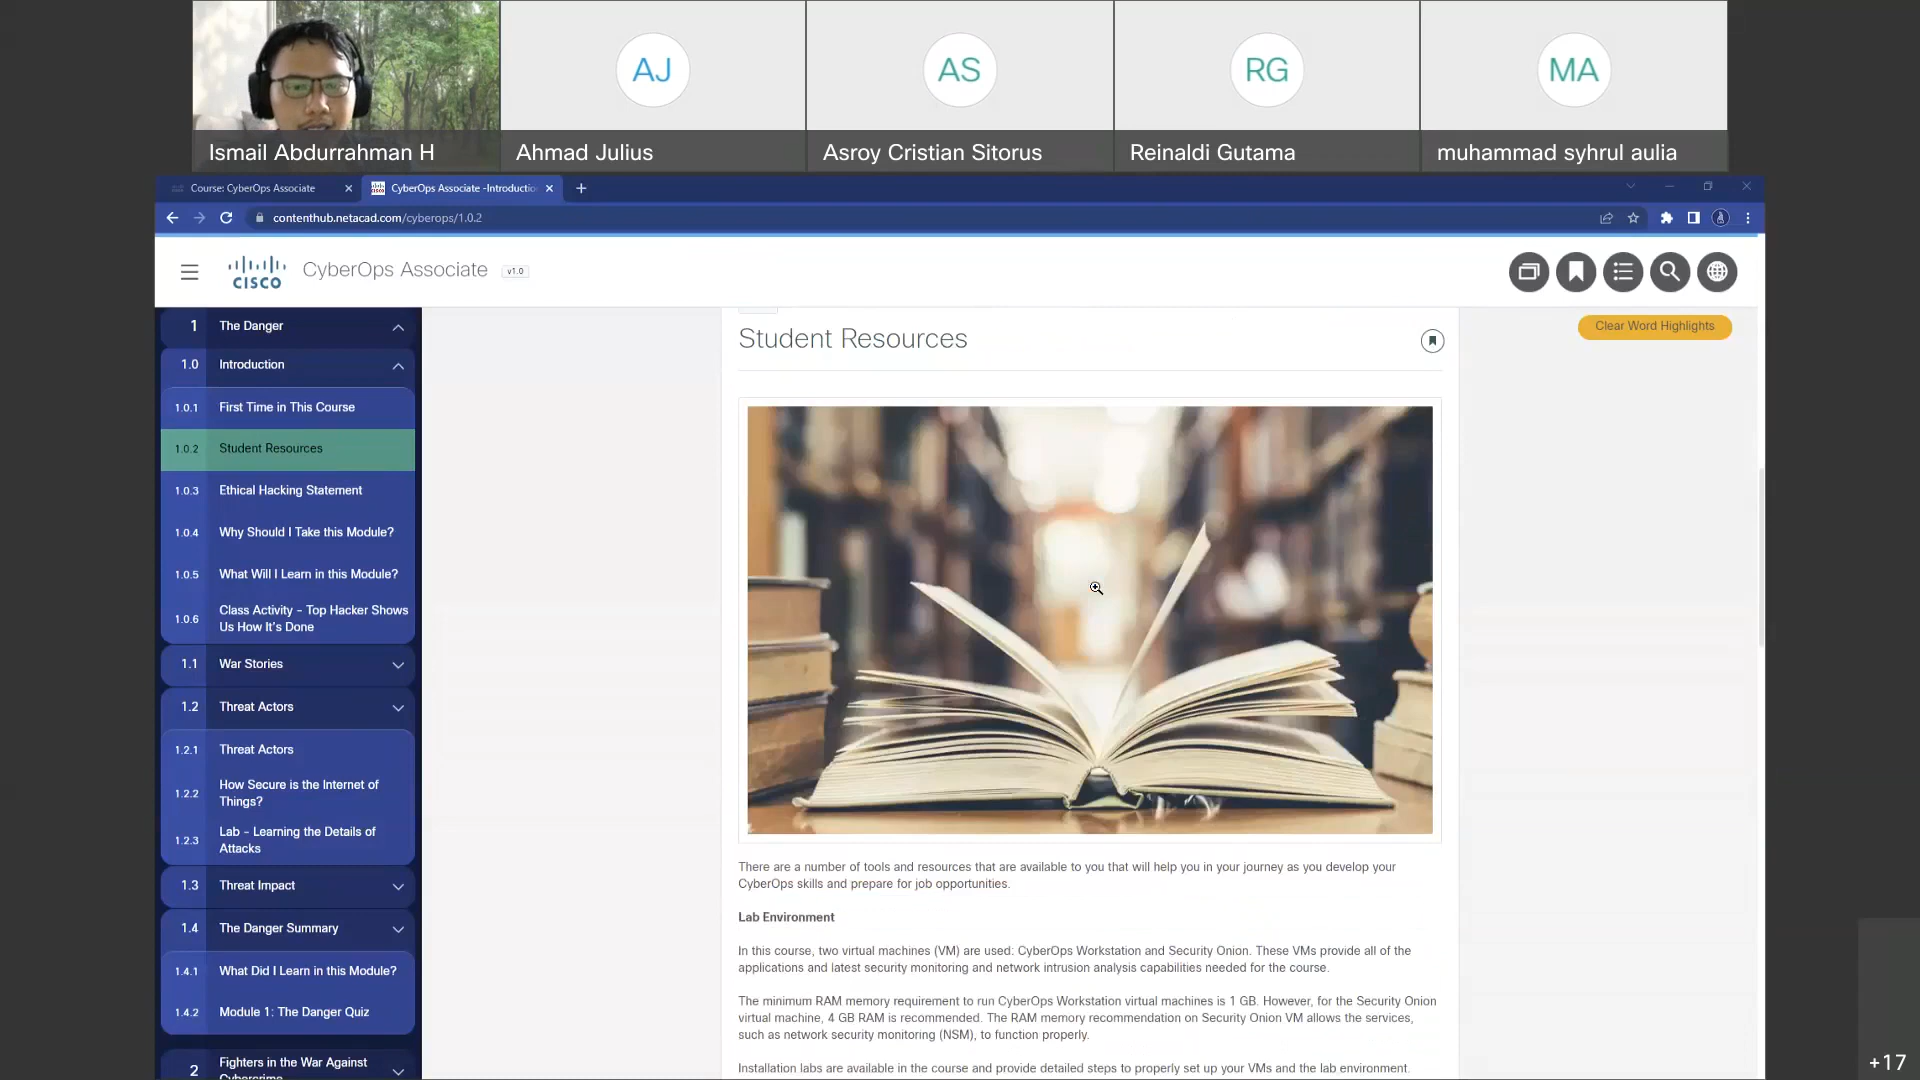 AJ
AS
RG
MA
Ismail Abdurrahman H
Ahmad Julius
Asroy Cristian Sitorus
Reinaldi Gutama
muhammad syhrul aulia
Course: CyberOps Associate
CyberOps Associate -Introductio
contenthub.netacad.com/cyberops/1.0.2
CISCO
CyberOps Associate
v1.0
Clear Word Highlights
1 The Danger
1.0 Introduction
1.0.1 First Time in This Course
1.0.2 Student Resources
1.0.3 Ethical Hacking Statement
1.0.4 Why Should I Take this Module?
1.0.5 What Will I Learn in this Module?
1.0.6 Class Activity - Top Hacker Shows
Us How It's Done
1.1 War Stories
1.2 Threat Actors
1.2.1 Threat Actors
1.2.2 How Secure is the Internet of
Things?
1.2.3 Lab - Learning the Details of
Attacks
1.3 Threat Impact
1.4 The Danger Summary
1.4.1 What Did I Learn in this Module?
1.4.2 Module 1: The Danger Quiz
2 Fighters in the War Against
Cybercrime
Student Resources
There are a number of tools and resources that are available to you that will help you in your journey as you develop your
CyberOps skills and prepare for job opportunities.
Lab Environment
In this course, two virtual machines (VM) are used: CyberOps Workstation and Security Onion. These VMs provide all of the
applications and latest security monitoring and network intrusion analysis capabilities needed for the course.
The minimum RAM memory requirement to run CyberOps Workstation virtual machines is 1 GB. However, for the Security Onion
virtual machine, 4 GB RAM is recommended. The RAM memory recommendation on Security Onion VM allows the services,
such as network security monitoring (NSM), to function properly.
Installation labs are available in the course and provide detailed steps to properly set up your VMs and the lab environment.
+17